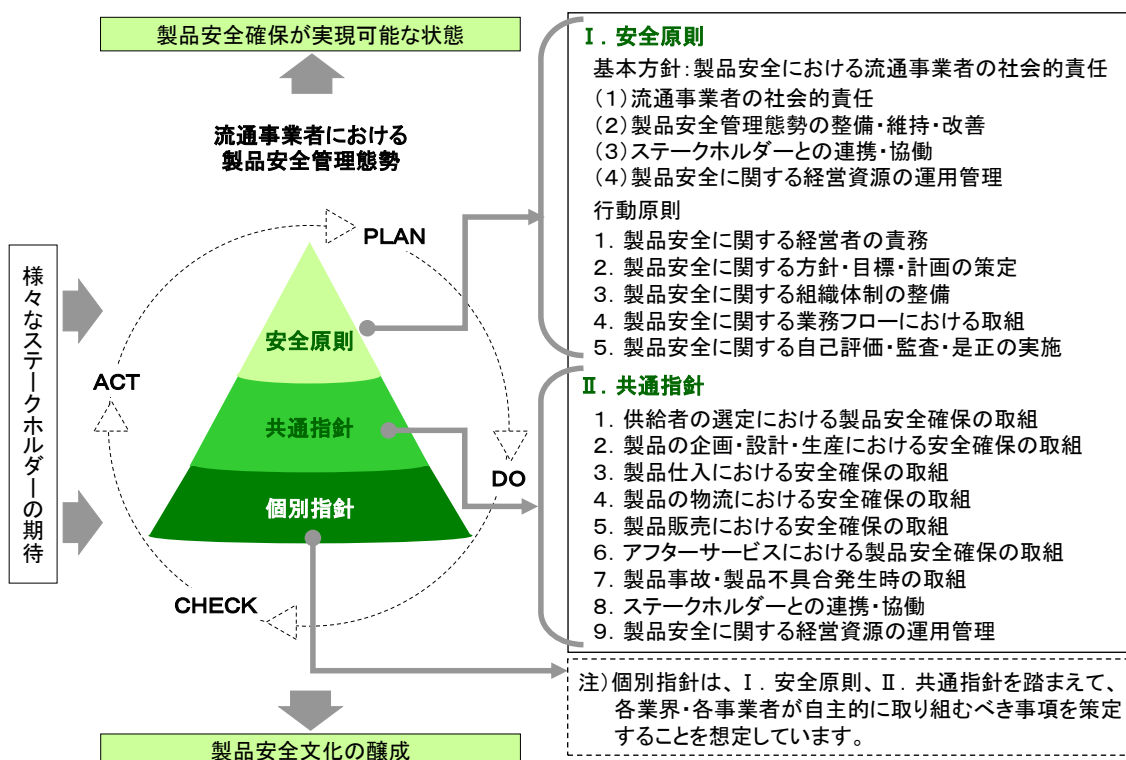 製品安全確保が実現可能な状態
流通事業者における
製品安全管理態勢
様々なステークホルダーの期待
PLAN
DO
CHECK
ACT
安全原則
共通指針
個別指針
製品安全文化の醸成
Ⅰ．安全原則
基本方針：製品安全における流通事業者の社会的責任
（１）流通事業者の社会的責任
（２）製品安全管理態勢の整備・維持・改善
（３）ステークホルダーとの連携・協働
（４）製品安全に関する経営資源の運用管理
行動原則
１．製品安全に関する経営者の責務
２．製品安全に関する方針・目標・計画の策定
３．製品安全に関する組織体制の整備
４．製品安全に関する業務フローにおける取組
５．製品安全に関する自己評価・監査・是正の実施
Ⅱ．共通指針
１．供給者の選定における製品安全確保の取組
２．製品の企画・設計・生産における安全確保の取組
３．製品仕入における安全確保の取組
４．製品の物流における安全確保の取組
５．製品販売における安全確保の取組
６．アフターサービスにおける製品安全確保の取組
７．製品事故・製品不具合発生時の取組
８．ステークホルダーとの連携・協働
９．製品安全に関する経営資源の運用管理
注）個別指針は、Ⅰ．安全原則、Ⅱ．共通指針を踏まえて、
各業界・各事業者が自主的に取り組むべき事項を策定
することを想定しています。